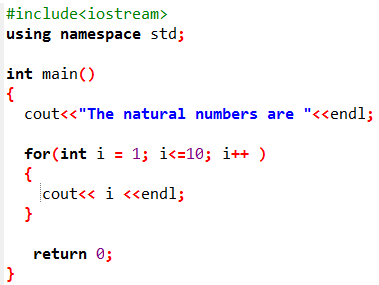 #include<iostream>
using namespace std;
int main()
{
cout<<"The natural numbers are "<<endl;
for(int i = 1; i<=10; i++ )
{
cout<< i <<endl;
}
return 0;
}